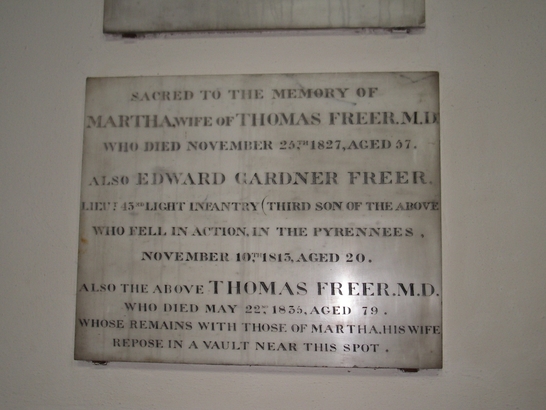 SACRED TO THE MEMORY OF
MARTHA, WIFE OF THOMAS FREER, M.D.
WHO DIED NOVEMBER 25TH 1827, AGED 57.
ALSO EDWARD GARDNER FREER.
LIEUT 43RD LIGHT INFANTRY (THIRD SON OF THE ABOVE
WHO FELL IN ACTION, IN THE PYRENNEES.
NOVEMBER 10TH 1813, AGED 20.
ALSO THE ABOVE THOMAS FREER, M.D.
WHO DIED MAY 22ND 1835, AGED 79.
WHOSE REMAINS WITH THOSE OF MARTHA, HIS WIFE
REPOSE IN A VAULT NEAR THIS SPOT.